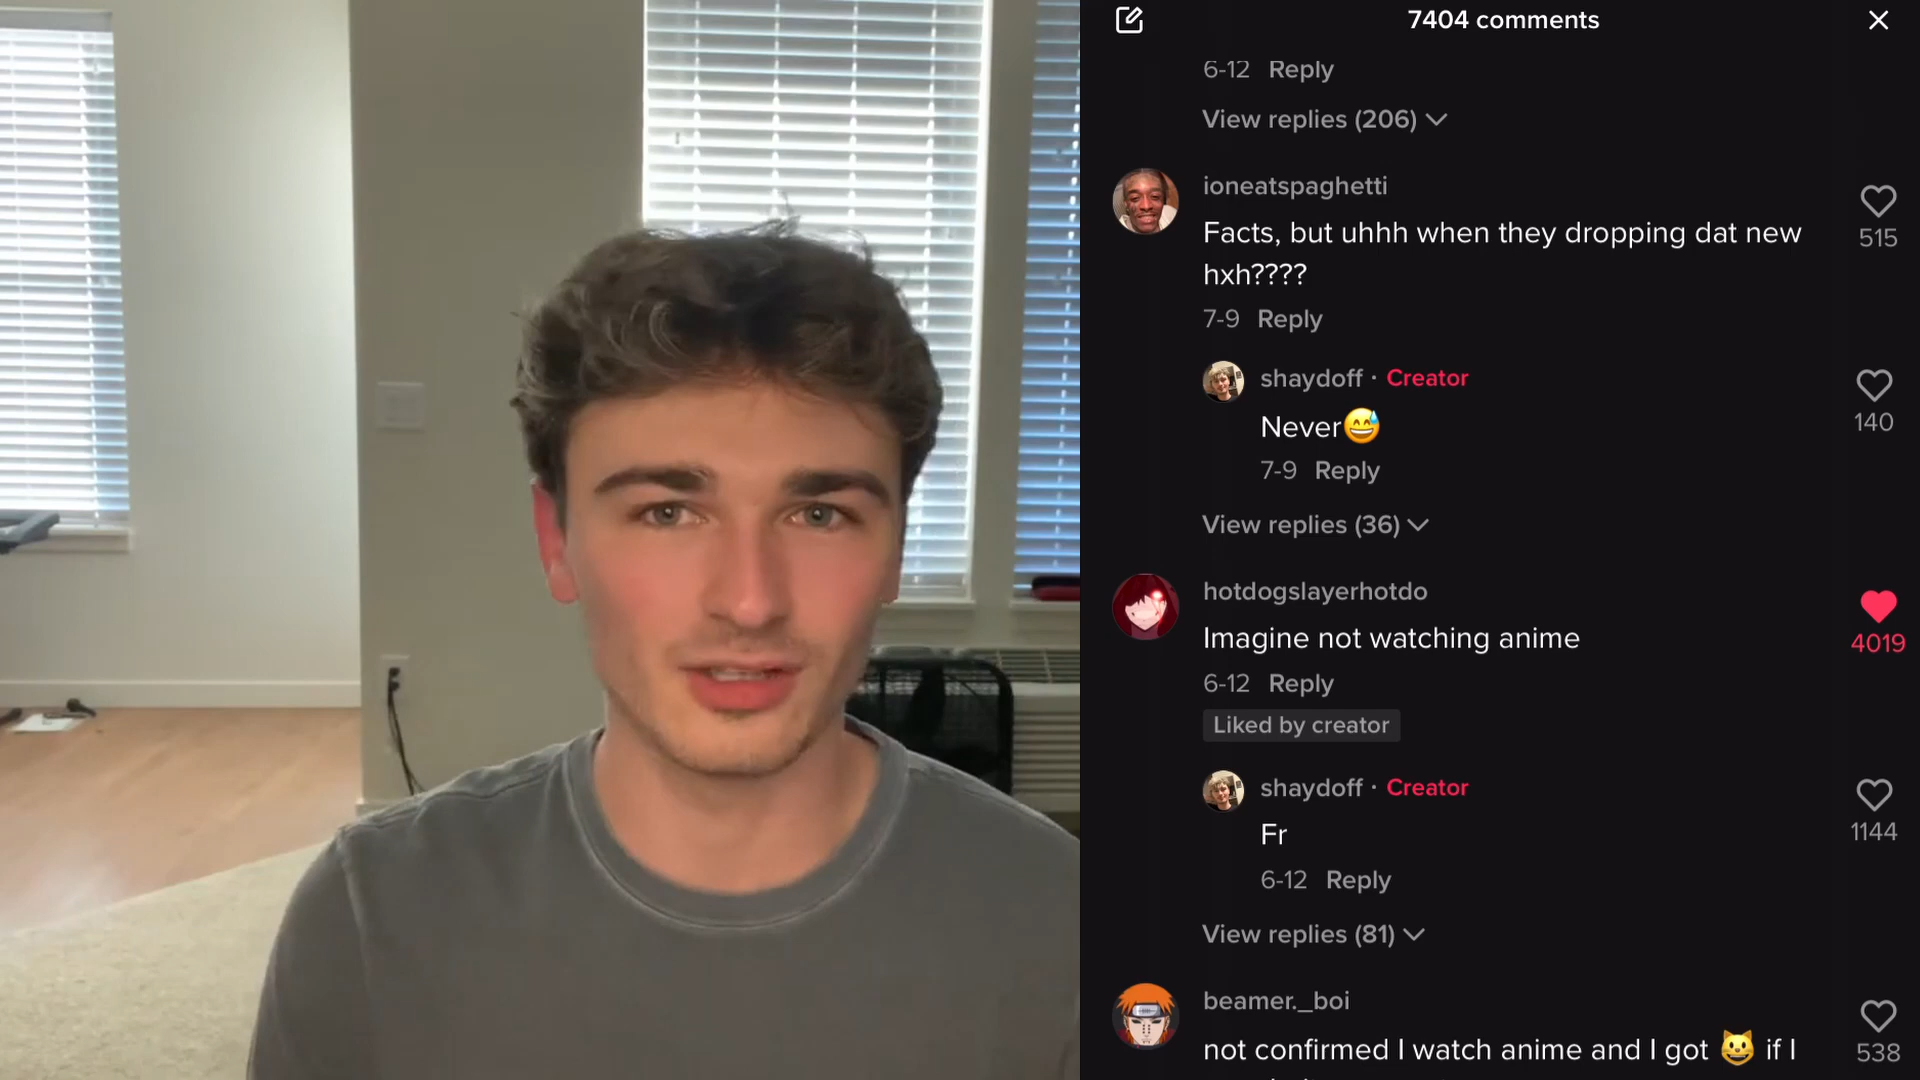 7404 comments
6-12 Reply
View replies (206)
ioneatspaghetti
Facts, but uhhh when they dropping dat new
hxh????
515
7-9 Reply
shaydoff · Creator
Never😅
140
7-9 Reply
View replies (36)
hotdogslayerhotdo
Imagine not watching anime
4019
6-12 Reply
Liked by creator
shaydoff · Creator
Fr
1144
6-12 Reply
View replies (81)
beamer._boi
not confirmed I watch anime and I got 😺 if I
538